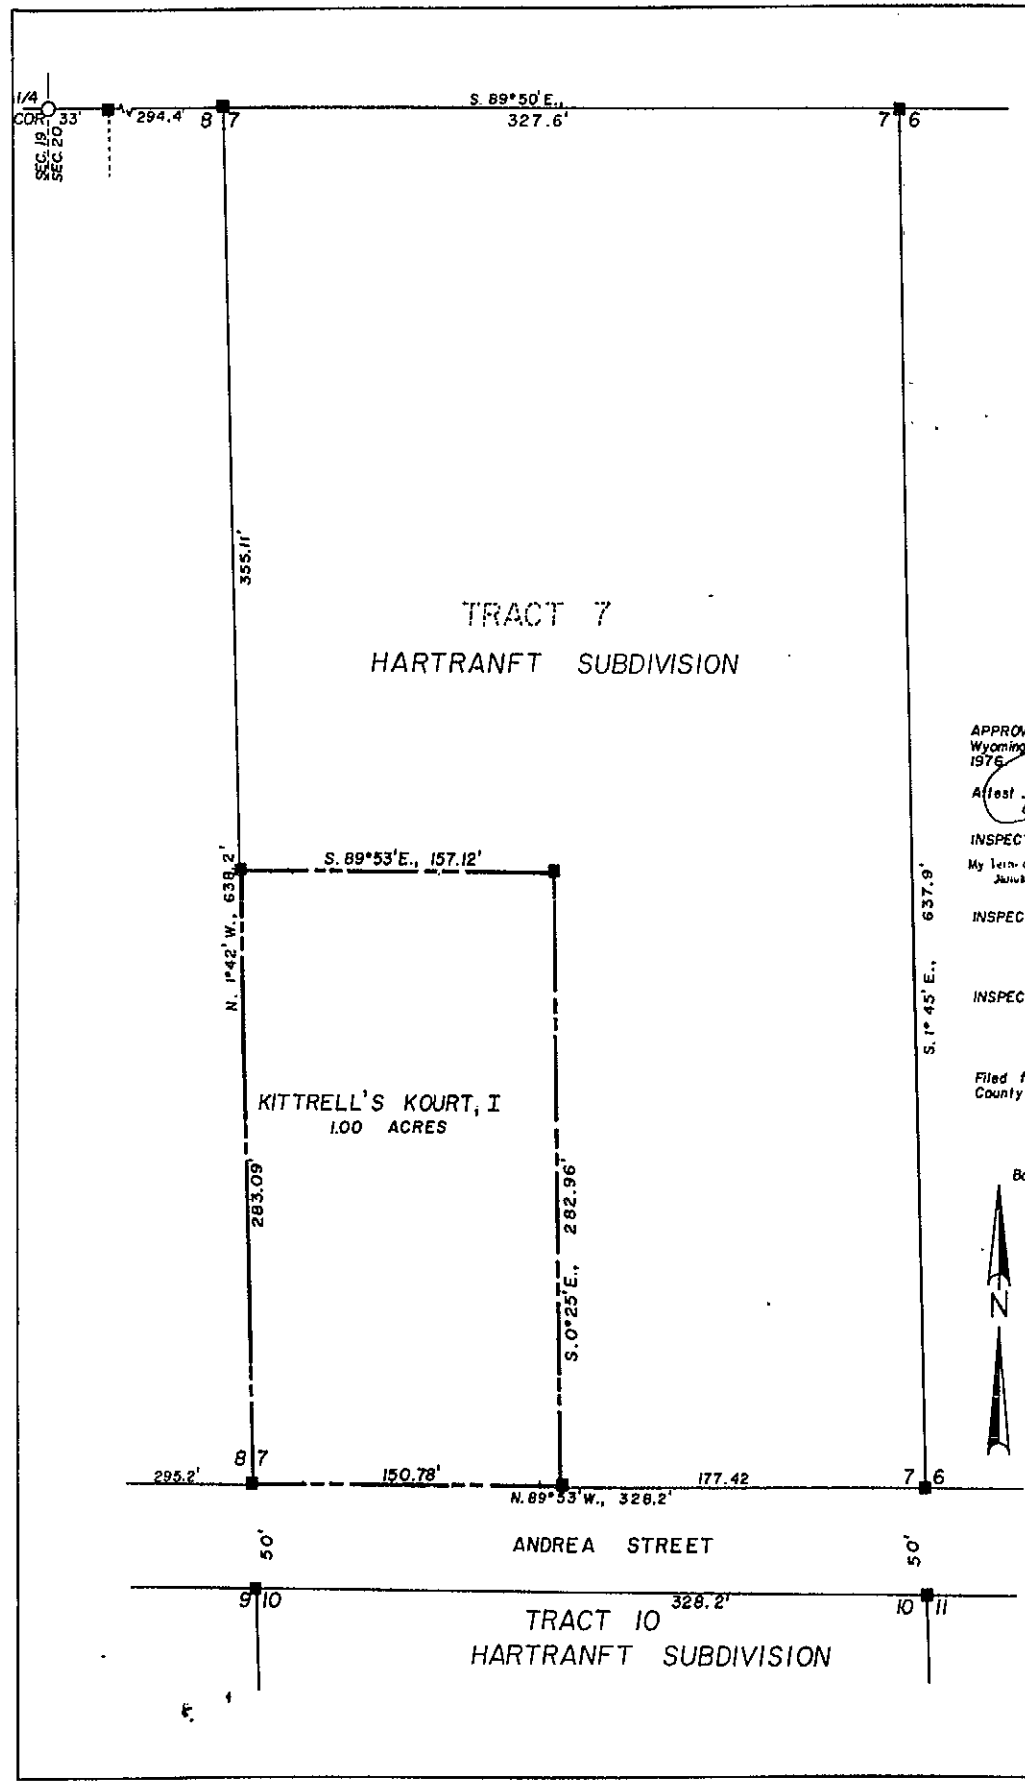 S. 89°50'E.,
1/4
COR.
33'
294.4'
8 7
327.6'
7 6
SEC. 19
SEC. 20
355.11'
TRACT 7
HARTRANFT SUBDIVISION
APPROV
Wyoming
1976.
Attest
S. 89°53'E., 157.12'
INSPECT
N. 1°42' W., 638.2'
S. 1° 45' E., 637.9'
INSPEC
INSPEC
Filed f
County
KITTRELL'S KOURT, I
1.00 ACRES
283.09'
S. 0°25'E., 282.96'
N
8 7
295.2'
150.78'
177.42
7 6
N. 89°53'W., 328.2'
50'
ANDREA STREET
50'
9 10
328.2'
10 11
TRACT 10
HARTRANFT SUBDIVISION